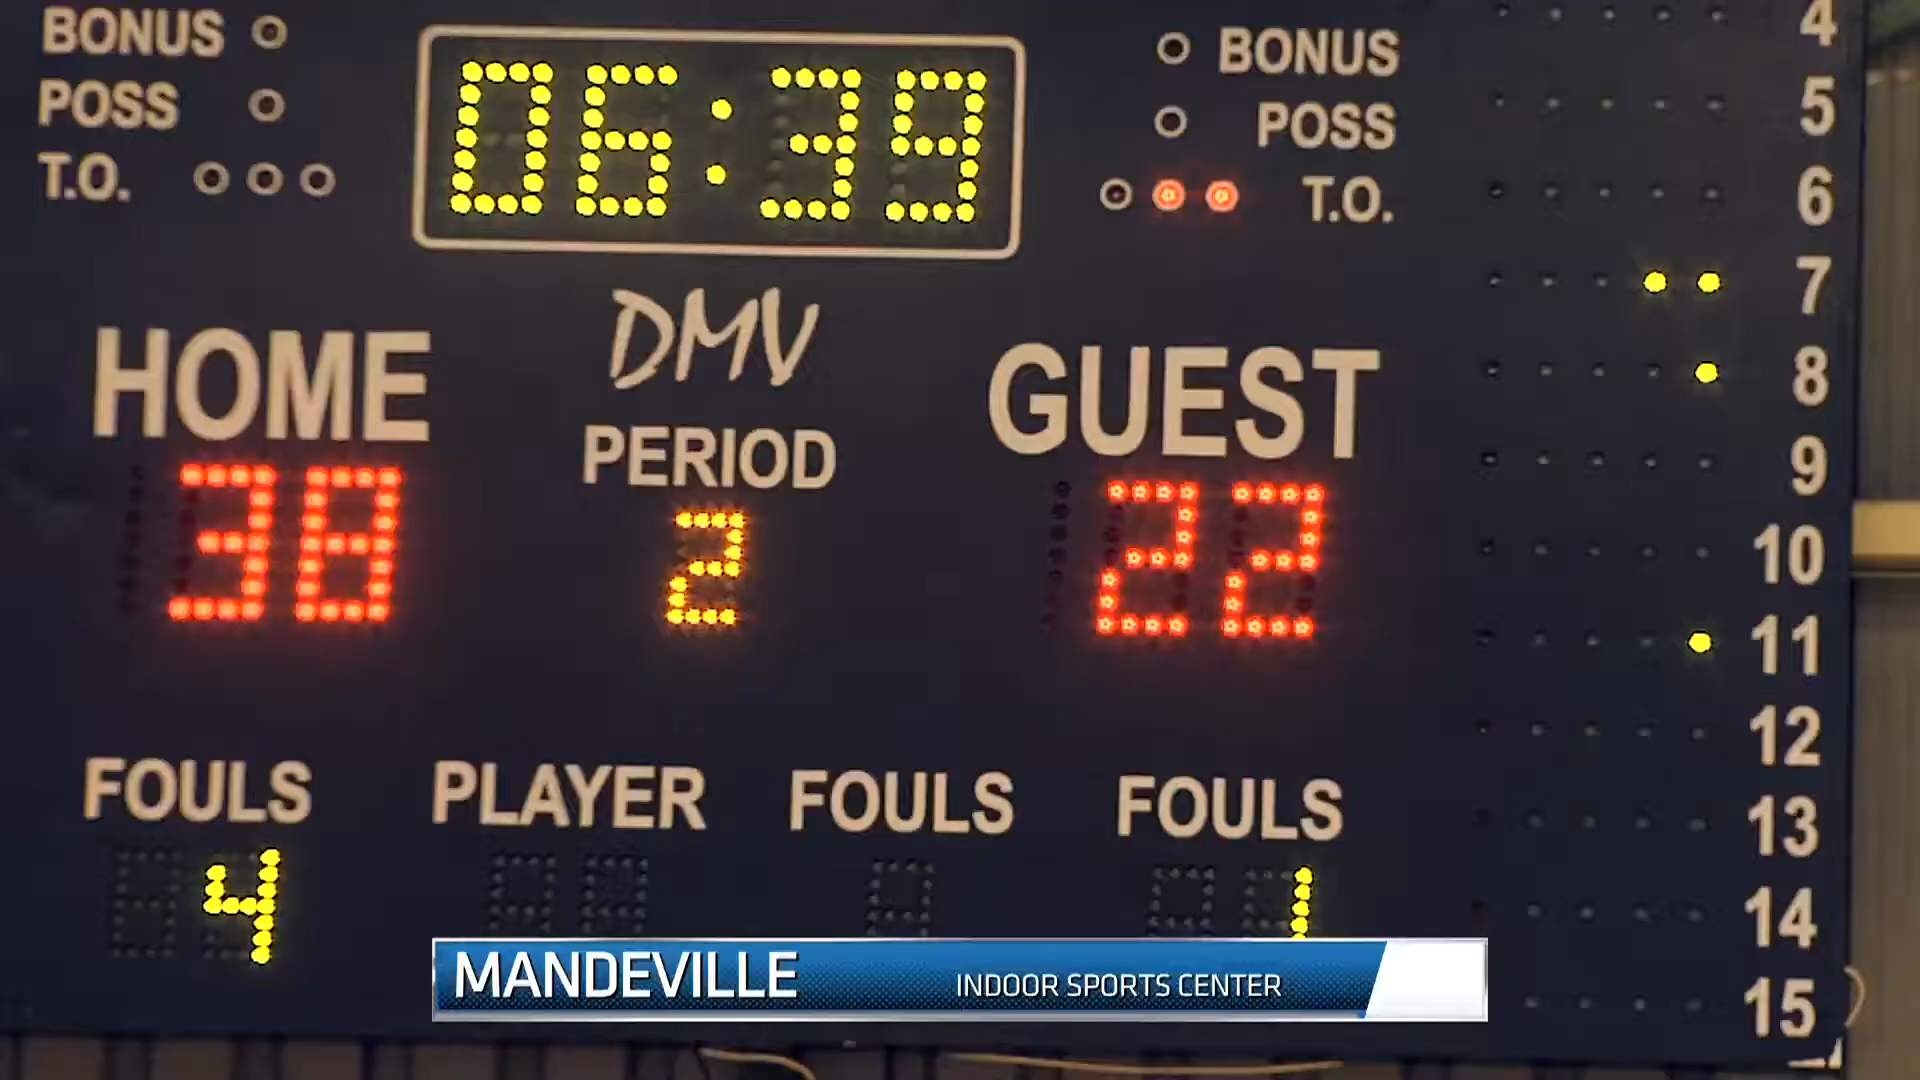 BONUS
POSS
T.O.
06:39
BONUS
POSS
T.O.
DMV
HOME
GUEST
PERIOD
38
2
22
FOULS
PLAYER
FOULS
FOULS
4
1
4
5
6
7
8
9
10
11
12
13
14
15
MANDEVILLE
INDOOR SPORTS CENTER